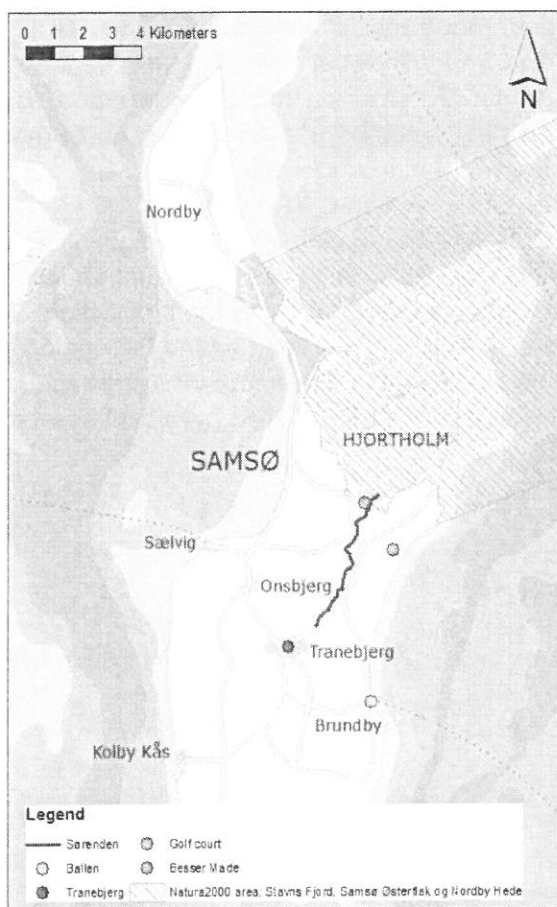 0 1 2 3 4 Kilometers
N
Nordby
HJORTHOLM
SAMSØ
Sælvig
Onsbjerg
Tranebjerg
Brundby
Kolby Kås
Legend
Sørenden
Golf court
Ballen
Besser Made
Tranebjerg
Natura2000 area; Stavns Fjord, Samsø Østerflak og Nordby Hede